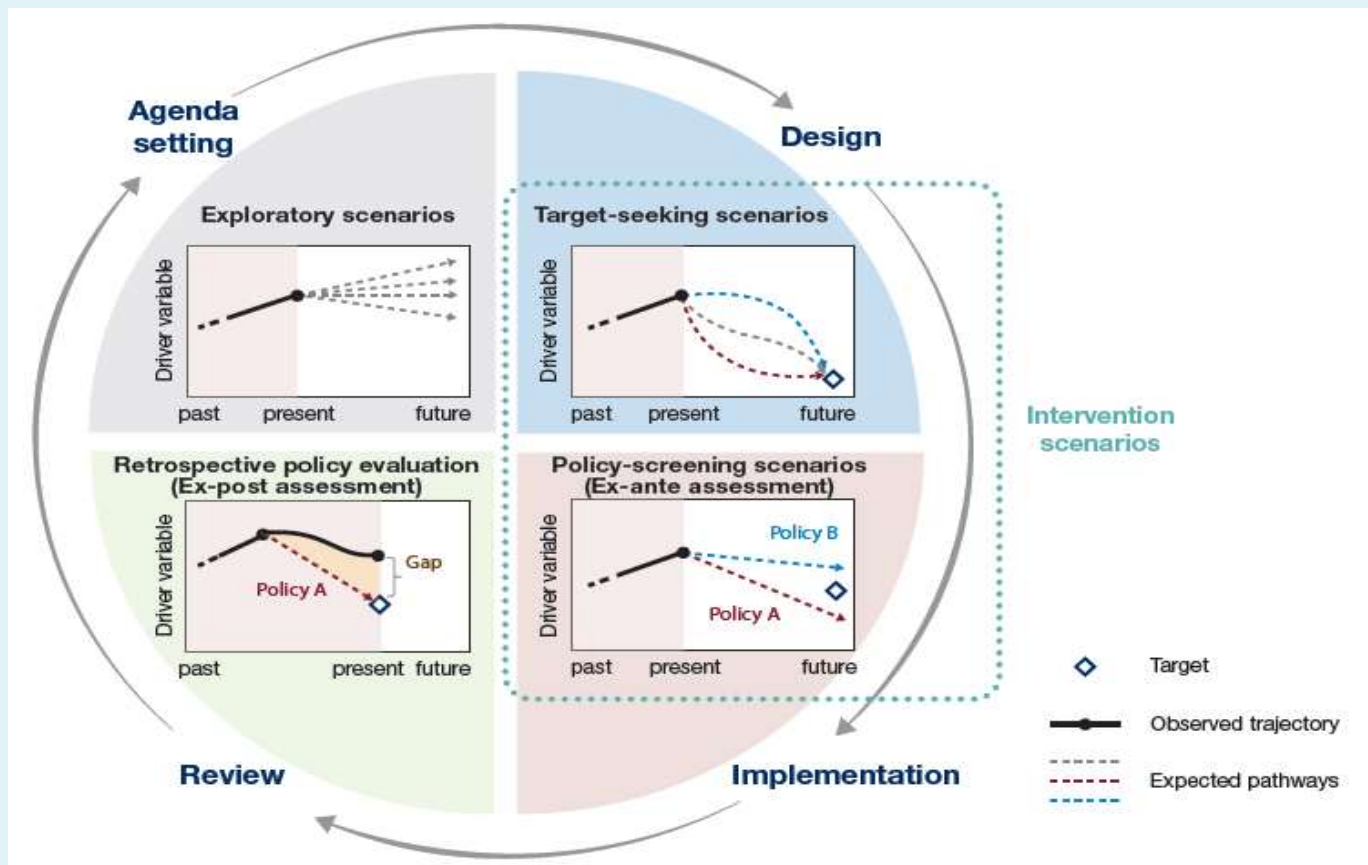 Agenda
setting
Design
Exploratory scenarios
Driver variable
past present future
Target-seeking scenarios
Driver variable
past present future
Intervention
scenarios
Retrospective policy evaluation
(Ex-post assessment)
Driver variable
Gap
Policy A
past present future
Policy-screening scenarios
(Ex-ante assessment)
Driver variable
Policy B
Policy A
past present future
Review
Implementation
Target
Observed trajectory
Expected pathways